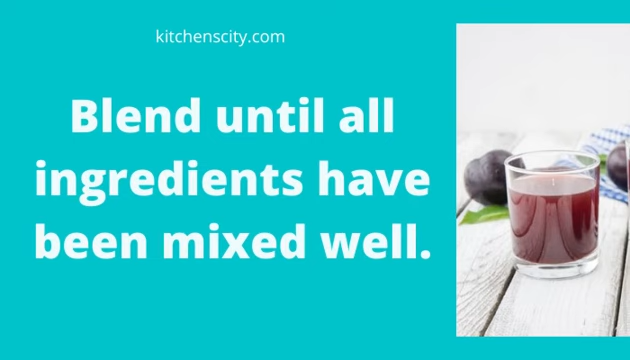 kitchenscity.com
Blend until all
ingredients have
been mixed well.